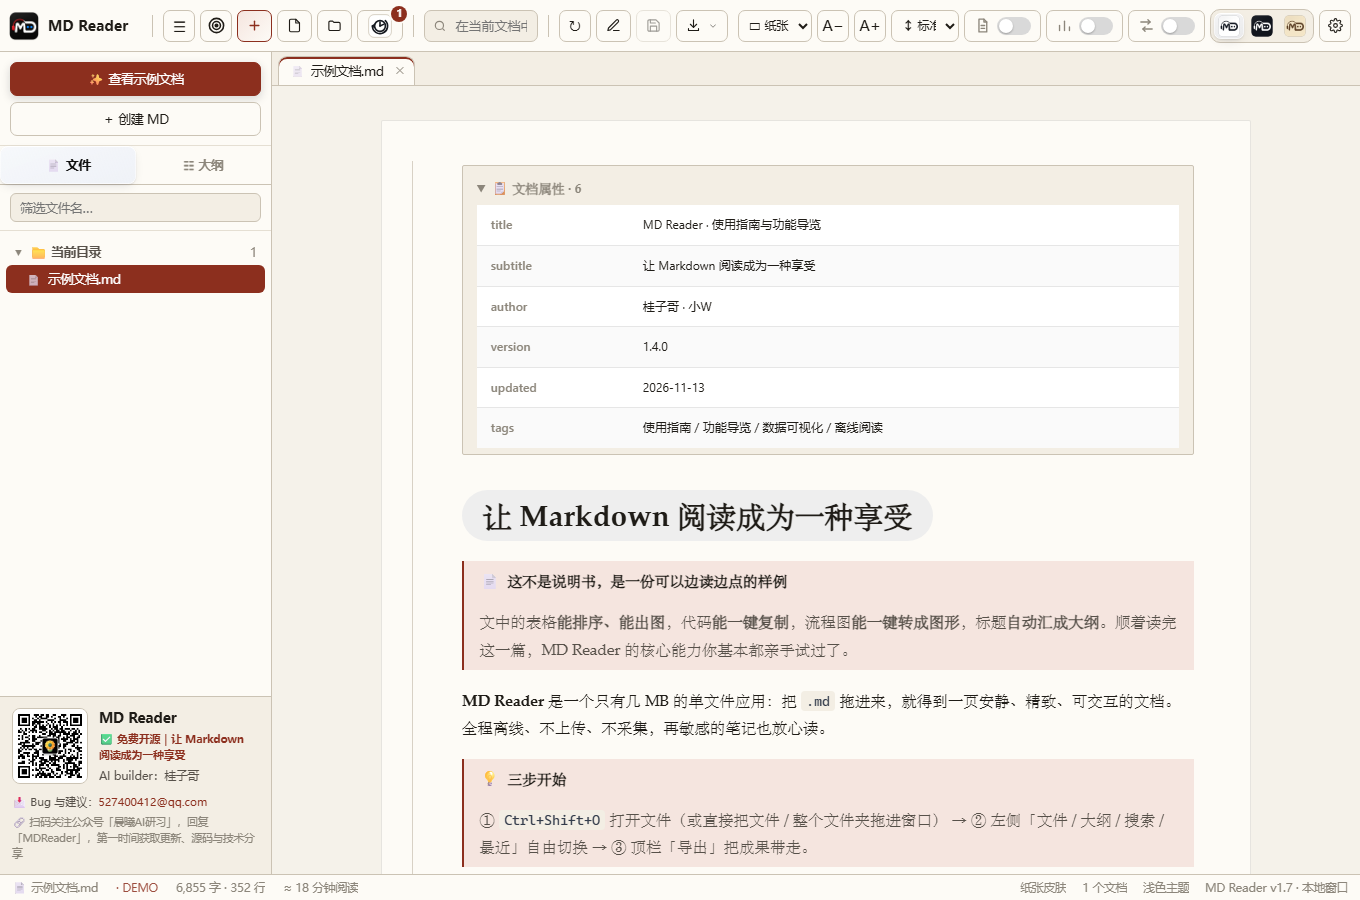 MD Reader
1
在当前文档中
纸张
A−
A+
标准
查看示例文档
+ 创建 MD
文件
大纲
筛选文件名...
当前目录
1
示例文档.md
示例文档.md
文档属性 · 6
title
MD Reader · 使用指南与功能导览
subtitle
让 Markdown 阅读成为一种享受
author
桂子哥 · 小W
version
1.4.0
updated
2026-11-13
tags
使用指南 / 功能导览 / 数据可视化 / 离线阅读
让 Markdown 阅读成为一种享受
这不是说明书，是一份可以边读边点的样例
文中的表格能排序、能出图，代码能一键复制，流程图能一键转成图形，标题自动汇成大纲。顺着读完
这一篇，MD Reader 的核心能力你基本都亲手试过了。
MD Reader 是一个只有几 MB 的单文件应用：把 .md 拖进来，就得到一页安静、精致、可交互的文档。
全程离线、不上传、不采集，再敏感的笔记也放心读。
三步开始
① Ctrl+Shift+O 打开文件（或直接把文件 / 整个文件夹拖进窗口） → ② 左侧「文件 / 大纲 / 搜索 /
最近」自由切换 → ③ 顶栏「导出」把成果带走。
MD Reader
免费开源 | 让 Markdown
阅读成为一种享受
AI builder：桂子哥
Bug 与建议：527400412@qq.com
扫码关注公众号「晨曦AI研习」，回复
「MDReader」，第一时间获取更新、源码与技术分
享
示例文档.md · DEMO 6,855 字 · 352 行 ≈ 18 分钟阅读
纸张皮肤 1 个文档 浅色主题 MD Reader v1.7 · 本地窗口